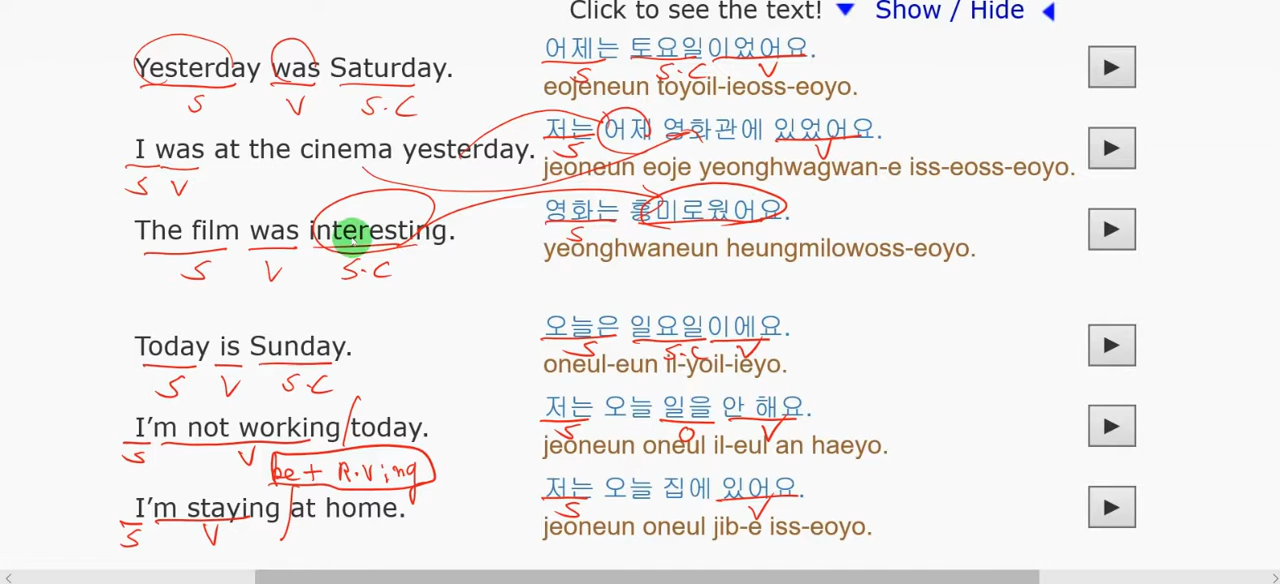 Click to see the text! ▼ Show / Hide ◀
Yesterday was Saturday.
S V S·C
어제는 토요일이었어요.
S S·C V
eojeneun toyoil-ieoss-eoyo.
I was at the cinema yesterday.
S V
저는 어제 영화관에 있었어요.
S V
jeoneun eoje yeonghwagwan-e iss-eoss-eoyo.
The film was interesting.
S V S·C
영화는 흥미로웠어요.
S
yeonghwaneun heungmilowoss-eoyo.
Today is Sunday.
S V S·C
오늘은 일요일이에요.
S S·C V
oneul-eun il-yoil-ieyo.
I'm not working today.
S V
be + R·Ving
저는 오늘 일을 안 해요.
S O V
jeoneun oneul il-eul an haeyo.
I'm staying at home.
S V
저는 오늘 집에 있어요.
S V
jeoneun oneul jib-e iss-eoyo.